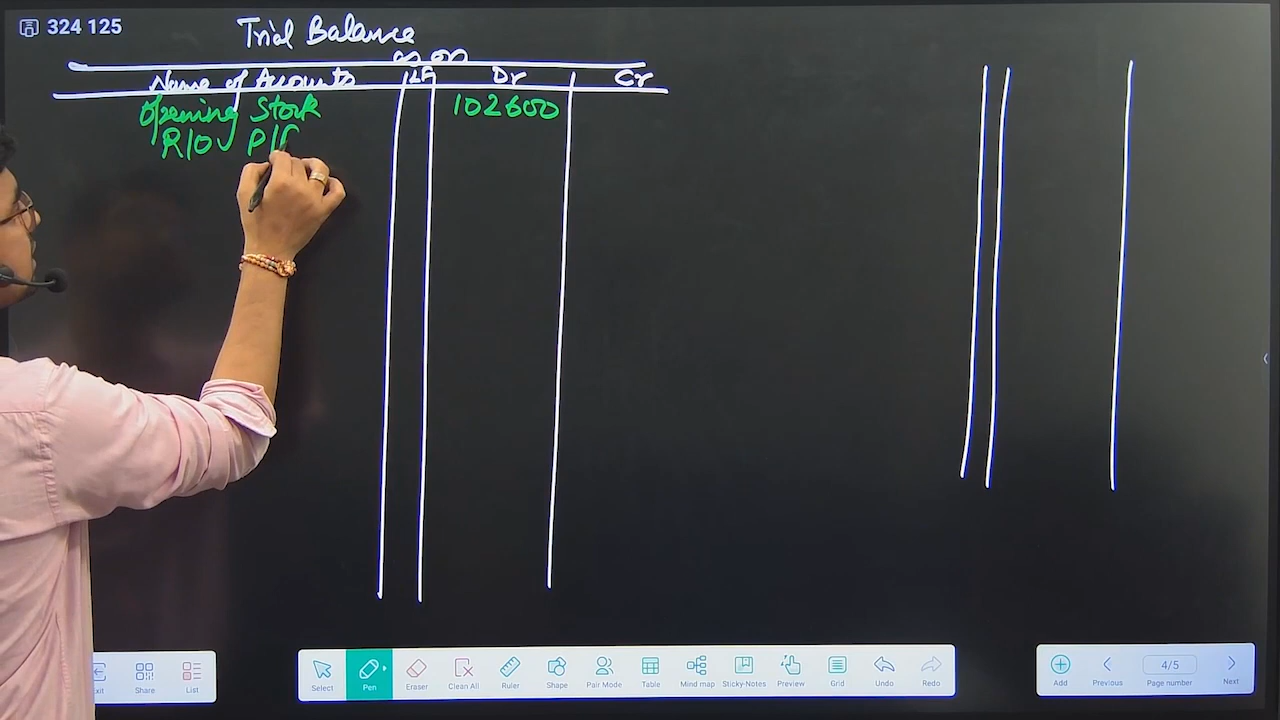 324 125
Trial Balance
Name of Accounts LF Dr Cr
Opening Stock 102600
R/O P/
xit Share List
Select Pen Eraser Clean All Ruler Shape Pair Mode Table Mind map Sticky-Notes Preview Grid Undo Redo
Add Previous 4/5 Page number Next